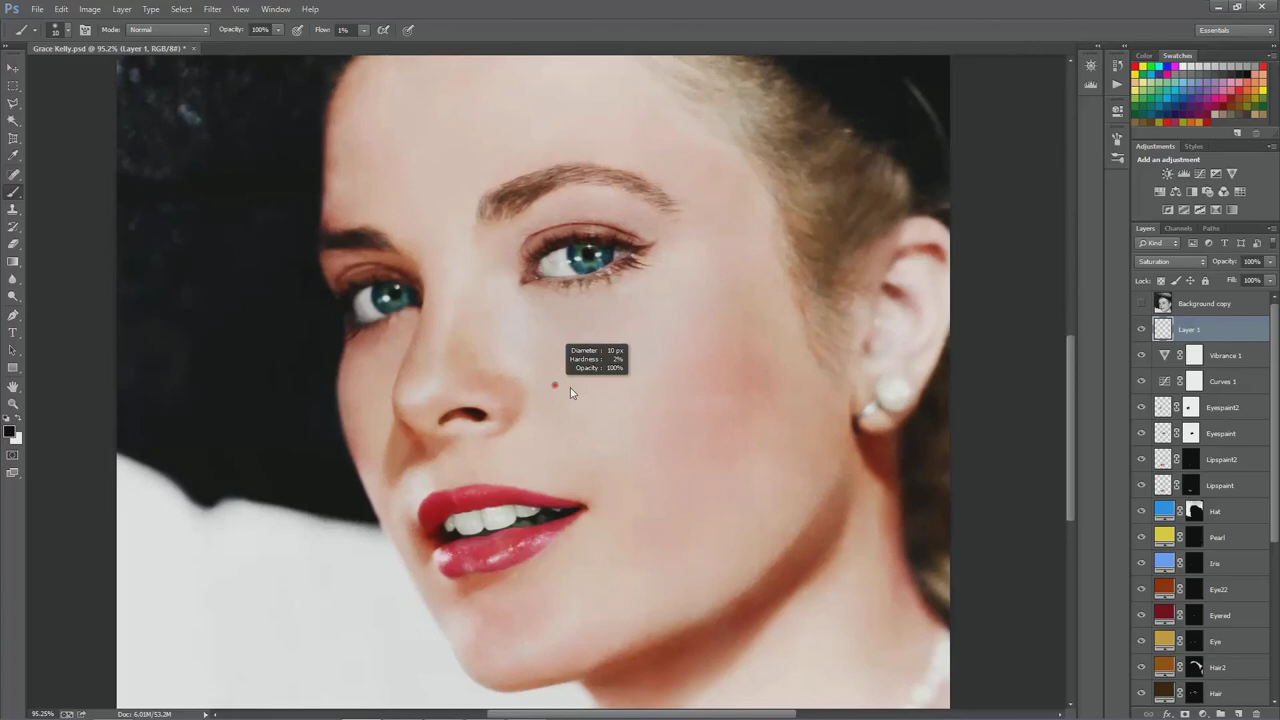 Ps File Edit Image Layer Type Select Filter View Window Help
10 Mode: Normal Opacity: 100% Flow: 1% Essentials
Grace Kelly.psd @ 95.2% (Layer 1, RGB/8#) * ×
Color Swatches
Adjustments Styles
Add an adjustment
Layers Channels Paths
Kind
Saturation Opacity: 100%
Lock: Fill: 100%
Background copy
Layer 1
Vibrance 1
Curves 1
Eyespaint2
Eyespaint
Lipspaint2
Lipspaint
Hat
Pearl
Iris
Eye22
Eyered
Eye
Hair2
Hair
Diameter : 10 px
Hardness : 2%
Opacity : 100%
95.25% Doc: 6.01M/53.2M
fx